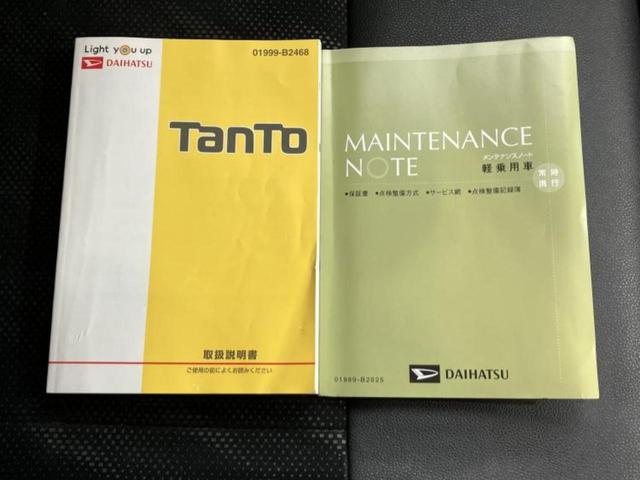 Light you up
DAIHATSU
01999-B2468
TanTo
取扱説明書
ご使用の前によくお読みください
MAINTENANCE
NOTE
メンテナンスノート
軽乗用車
常時
携行
●保証書 ●点検整備方式 ●サービス網 ●点検整備記録簿
01989-B2025
DAIHATSU